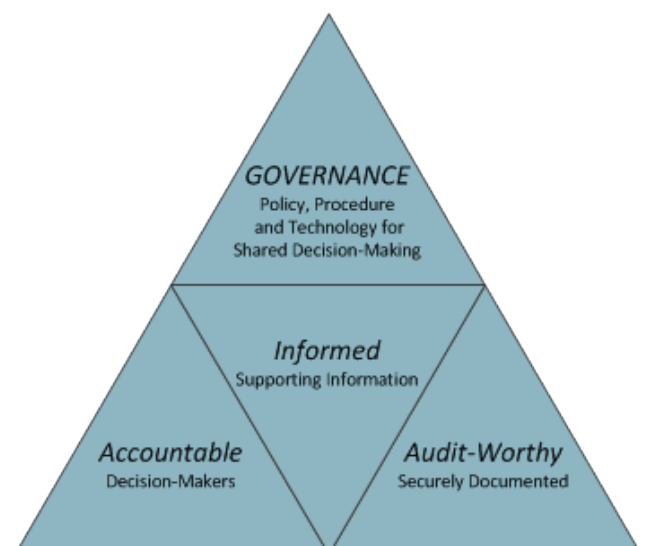 GOVERNANCE
Policy, Procedure
and Technology for
Shared Decision-Making
Informed
Supporting Information
Accountable
Decision-Makers
Audit-Worthy
Securely Documented